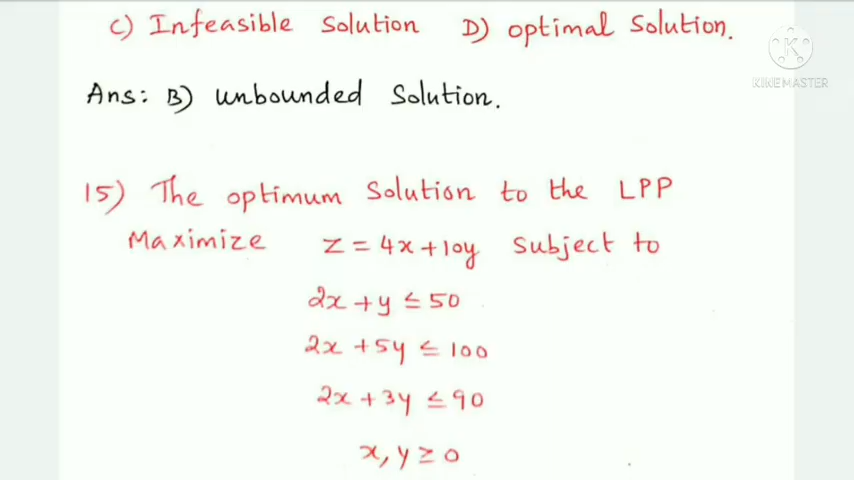 C) Infeasible Solution D) optimal Solution.
KINEMASTER
Ans: B) unbounded Solution.
15) The optimum Solution to the LPP
Maximize z = 4x + 10y Subject to
2x + y ≤ 50
2x + 5y ≤ 100
2x + 3y ≤ 90
x, y ≥ 0